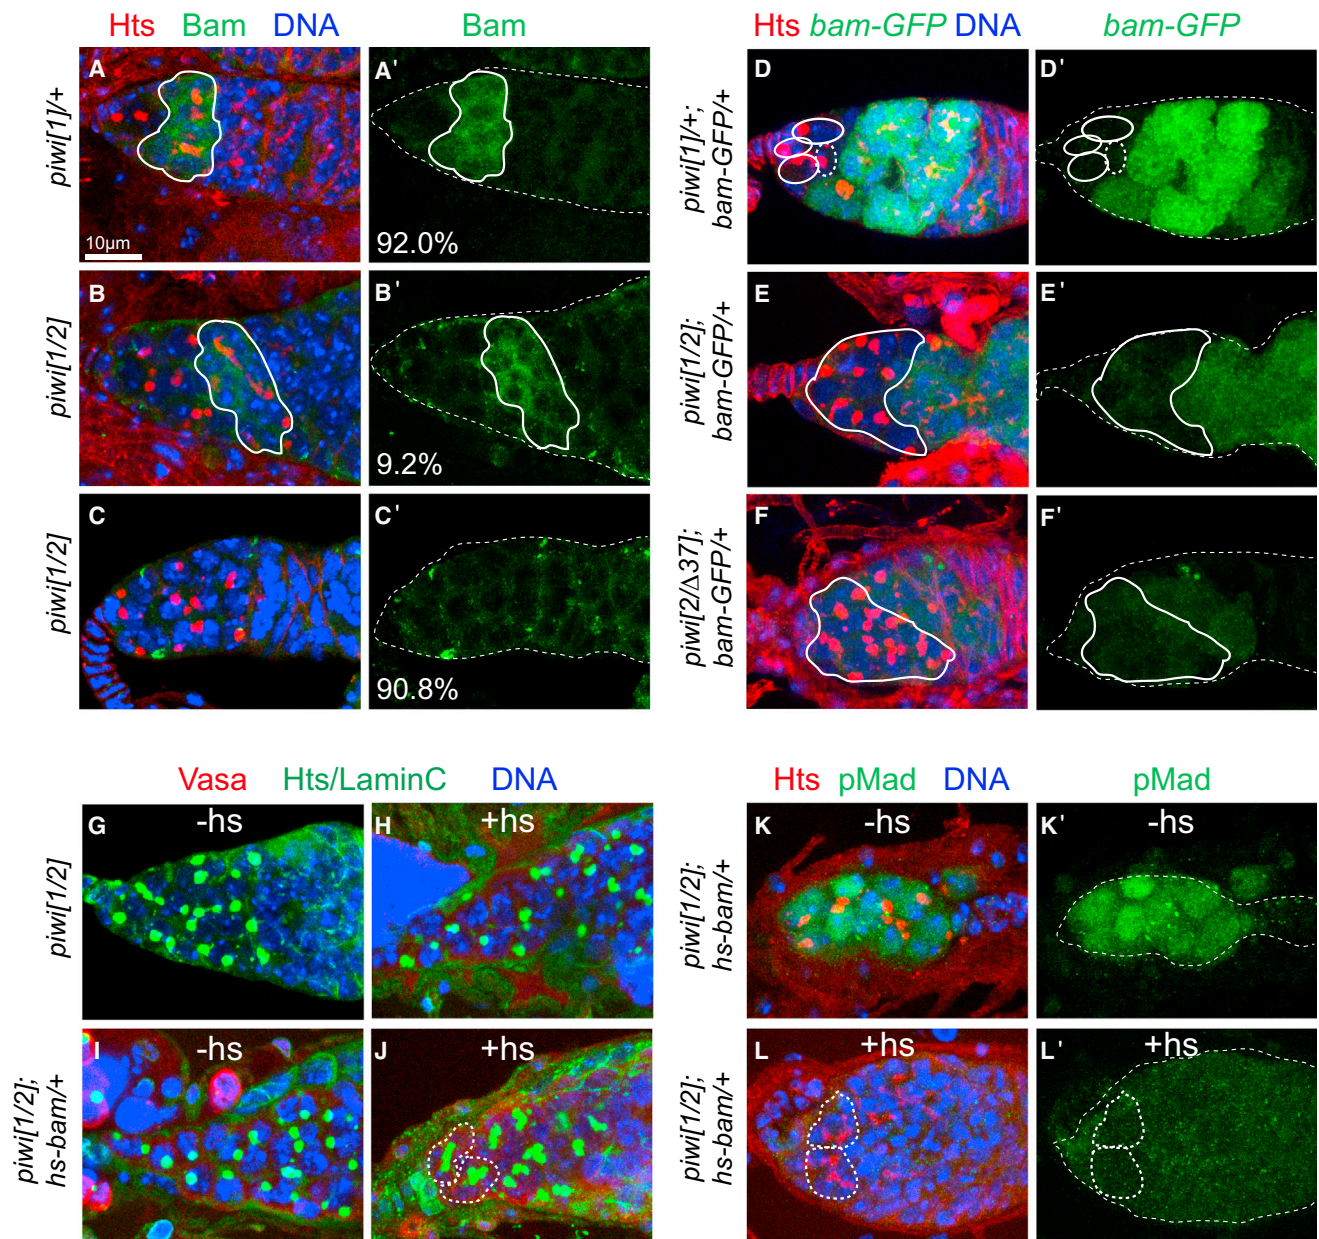 Hts Bam DNA
Bam
Hts bam-GFP DNA
bam-GFP
piwi[1]/+
A
10µm
A'
92.0%
piwi[1]/+;
bam-GFP/+
D
D'
piwi[1/2]
B
B'
9.2%
piwi[1/2];
bam-GFP/+
E
E'
piwi[1/2]
C
C'
90.8%
piwi[2/Δ37];
bam-GFP/+
F
F'
Vasa Hts/LaminC DNA
Hts pMad DNA
pMad
piwi[1/2]
G
-hs
H
+hs
piwi[1/2];
hs-bam/+
K
-hs
K'
-hs
piwi[1/2];
hs-bam/+
I
-hs
J
+hs
piwi[1/2];
hs-bam/+
L
+hs
L'
+hs